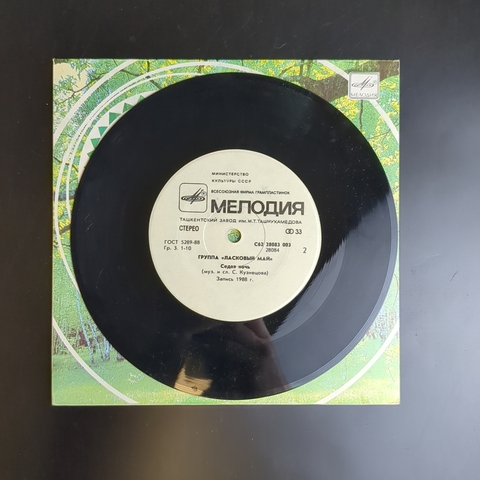 МЕЛОДИЯ
МИНИСТЕРСТВО
КУЛЬТУРЫ СССР
ВСЕСОЮЗНАЯ ФИРМА ГРАМПЛАСТИНОК
МЕЛОДИЯ
ТАШКЕНТСКИЙ ЗАВОД ИМ. М.Т. ТАШМУХАМЕДОВА
СТЕРЕО 33
ГОСТ 5289-88 С62 28083 003
Гр. 3. 1-10 28084 2
ГРУППА «ЛАСКОВЫЙ МАЙ»
Седая ночь
(муз. и сл. С. Кузнецова)
Запись 1988 г.